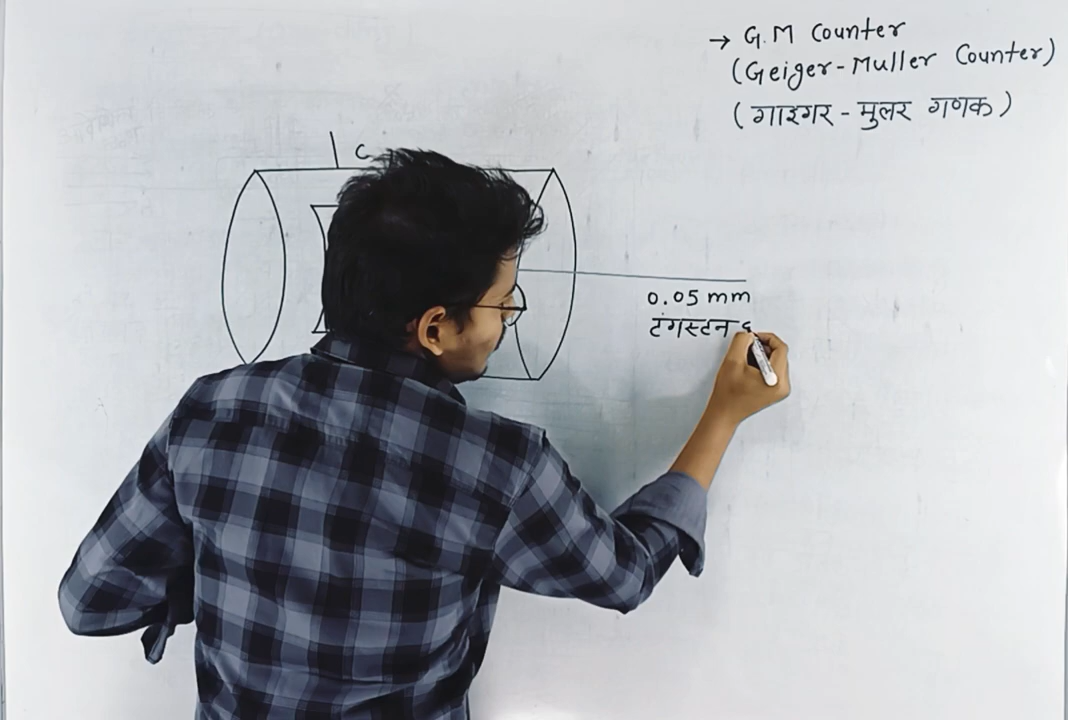 → G.M Counter
(Geiger-Muller Counter)
(गाइगर-मुलर गणक)
C
0.05 mm
टंगस्टन